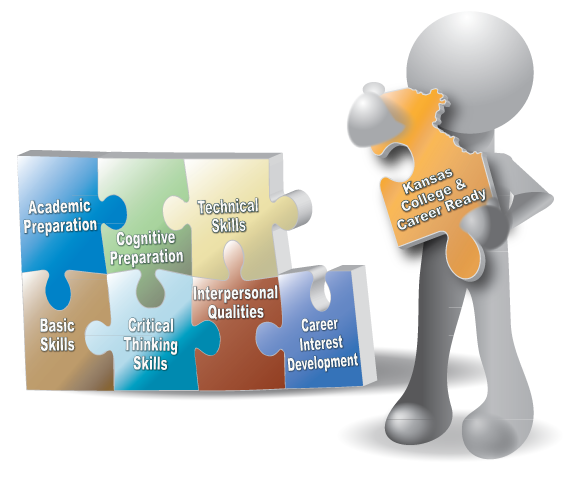 Academic
Preparation
Cognitive
Preparation
Technical
Skills
Basic
Skills
Critical
Thinking
Skills
Interpersonal
Qualities
Career
Interest
Development
Kansas
College &
Career Ready